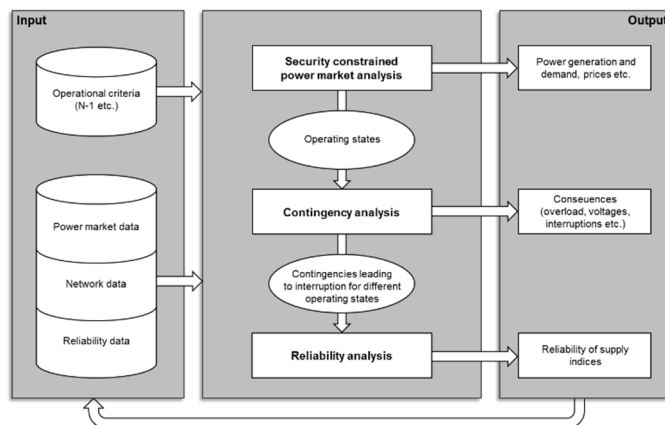 Input
Operational criteria
(N-1 etc.)
Power market data
Network data
Reliability data
Security constrained
power market analysis
Operating states
Contingency analysis
Contingencies leading
to interruption for different
operating states
Reliability analysis
Output
Power generation and
demand, prices etc.
Conseuences
(overload, voltages,
interruptions etc.)
Reliability of supply
indices